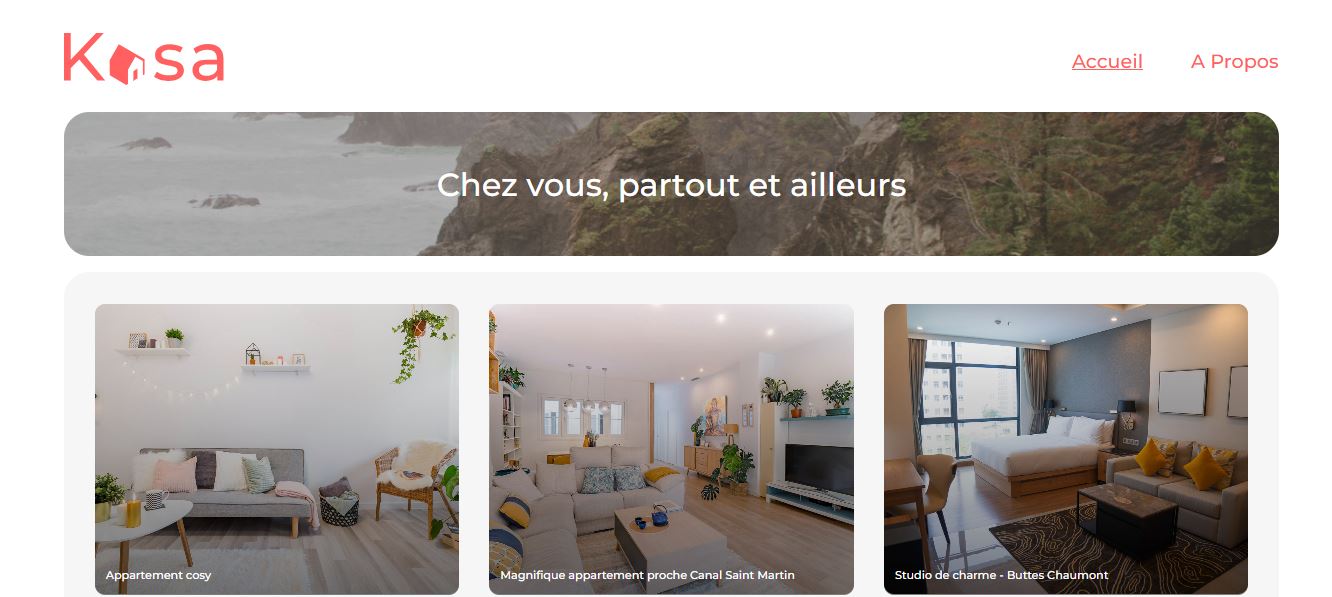 Kasa
Accueil
A Propos
Chez vous, partout et ailleurs
Appartement cosy
Magnifique appartement proche Canal Saint Martin
Studio de charme - Buttes Chaumont